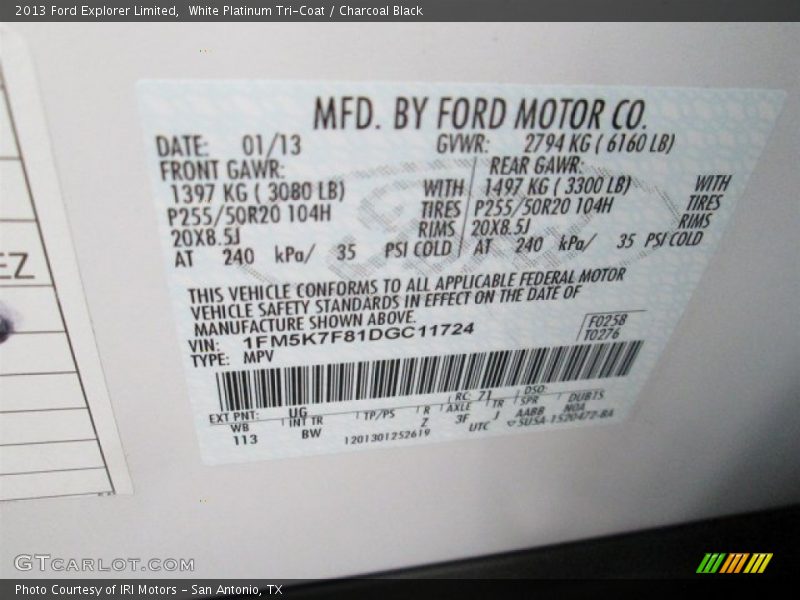 2013 Ford Explorer Limited, White Platinum Tri-Coat / Charcoal Black
EZ
MFD. BY FORD MOTOR CO.
DATE: 01/13 GVWR: 2794 KG ( 6160 LB)
FRONT GAWR: REAR GAWR:
1397 KG ( 3080 LB) WITH 1497 KG ( 3300 LB) WITH
P255/50R20 104H TIRES P255/50R20 104H TIRES
20X8.5J RIMS 20X8.5J RIMS
AT 240 kPa/ 35 PSI COLD AT 240 kPa/ 35 PSI COLD
THIS VEHICLE CONFORMS TO ALL APPLICABLE FEDERAL MOTOR
VEHICLE SAFETY STANDARDS IN EFFECT ON THE DATE OF
MANUFACTURE SHOWN ABOVE.
VIN: 1FM5K7F81DGC11724 F0258
TYPE: MPV T0276
EXT PNT: UG RC: 71 DSO:
WB INT TR TP/PS R AXLE TR SPR DUBTS
113 BW Z 3F J AABB NOA
1201301252619 UTC 5USA-1520472-BA
GTCARLOT.COM
Photo Courtesy of IRI Motors - San Antonio, TX